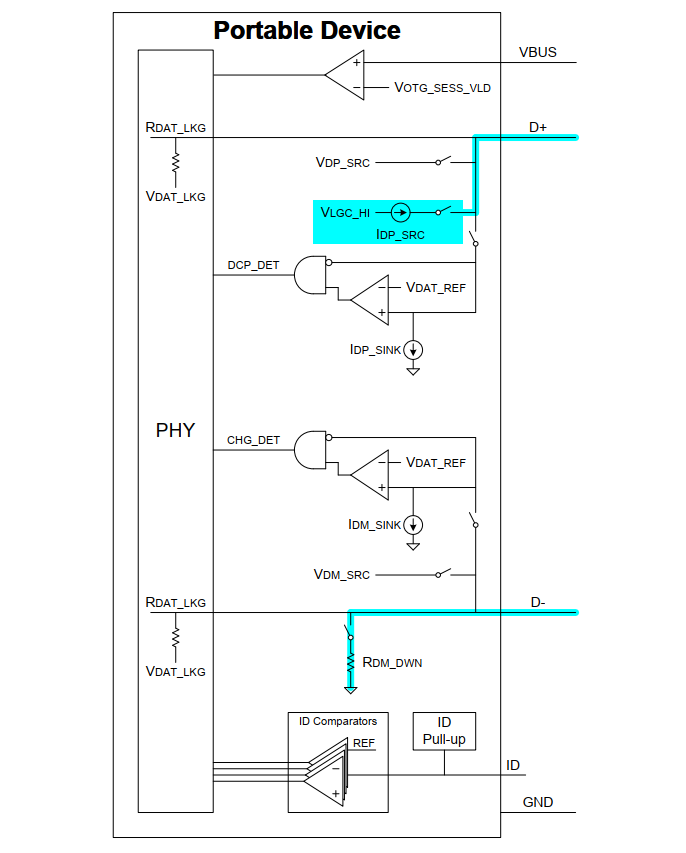 Portable Device
VBUS
+
−
VOTG_SESS_VLD
RDAT_LKG
D+
VDP_SRC
VDAT_LKG
VLGC_HI
IDP_SRC
DCP_DET
−
VDAT_REF
+
IDP_SINK
PHY
CHG_DET
−
VDAT_REF
+
IDM_SINK
VDM_SRC
RDAT_LKG
D-
RDM_DWN
VDAT_LKG
ID Comparators
REF
−
+
ID
Pull-up
ID
GND